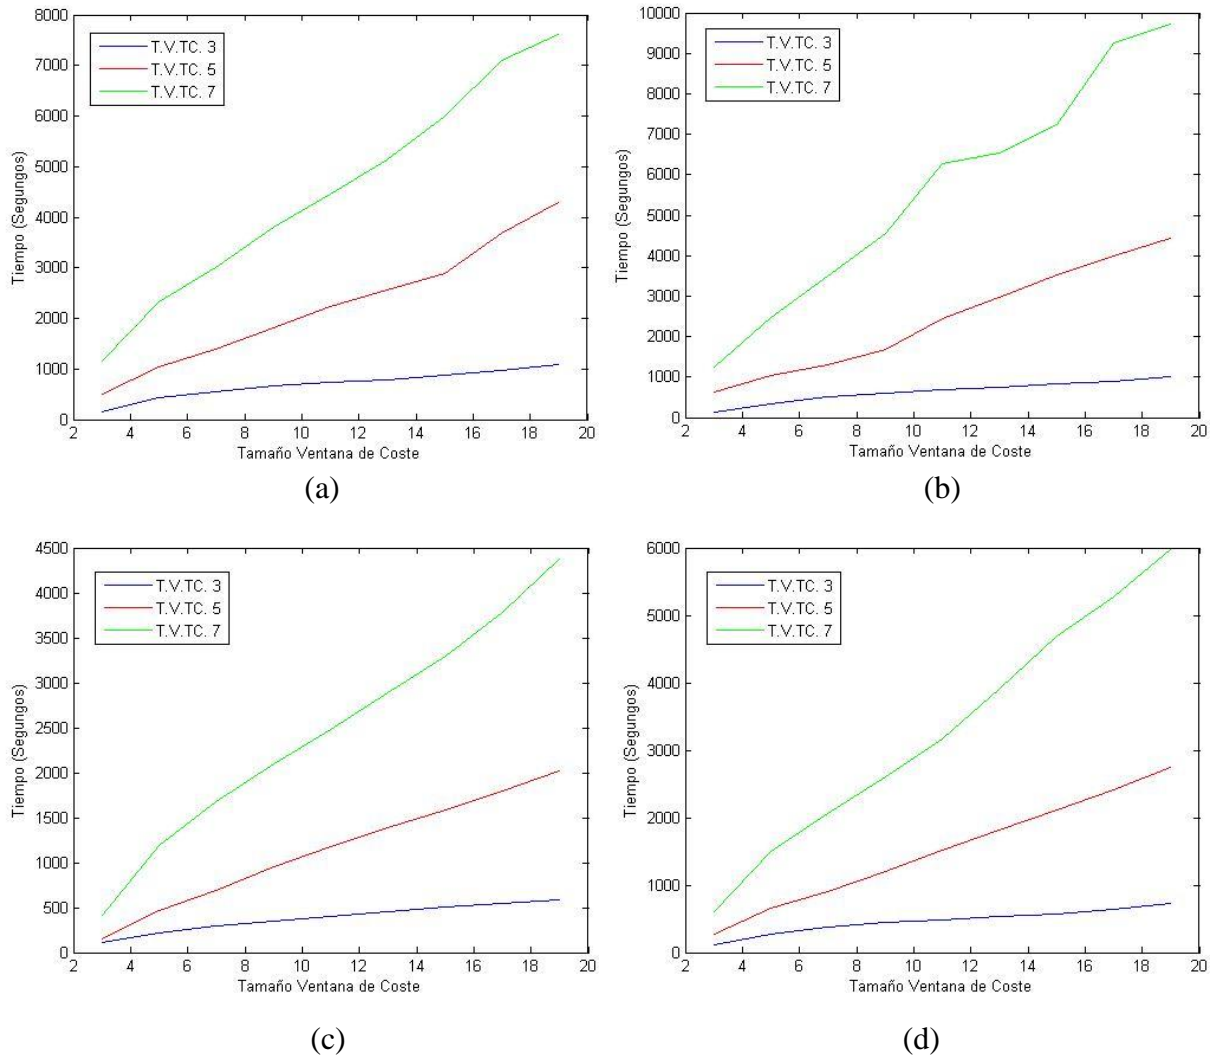 8000
7000
6000
5000
4000
3000
2000
1000
0
Tiempo (Segungos)
T.V.TC. 3
T.V.TC. 5
T.V.TC. 7
2 4 6 8 10 12 14 16 18 20
Tamaño Ventana de Coste
(a)
10000
9000
8000
7000
6000
5000
4000
3000
2000
1000
0
Tiempo (Segungos)
T.V.TC. 3
T.V.TC. 5
T.V.TC. 7
2 4 6 8 10 12 14 16 18 20
Tamaño Ventana de Coste
(b)
4500
4000
3500
3000
2500
2000
1500
1000
500
0
Tiempo (Segungos)
T.V.TC. 3
T.V.TC. 5
T.V.TC. 7
2 4 6 8 10 12 14 16 18 20
Tamaño Ventana de Coste
(c)
6000
5000
4000
3000
2000
1000
0
Tiempo (Segungos)
T.V.TC. 3
T.V.TC. 5
T.V.TC. 7
2 4 6 8 10 12 14 16 18 20
Tamaño Ventana de Coste
(d)